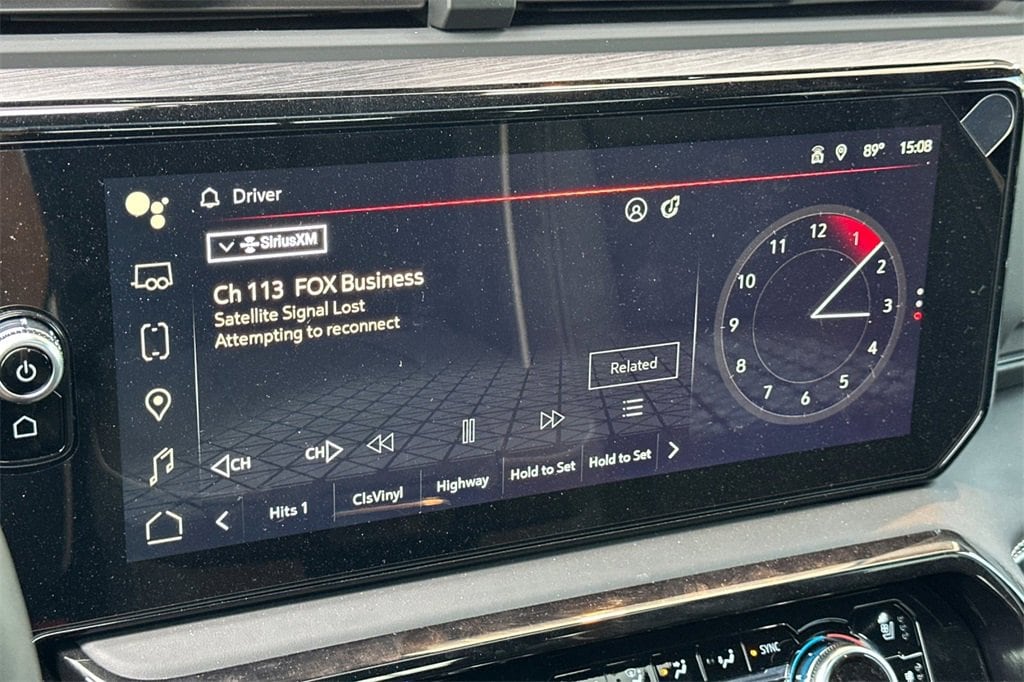 89° 15:08
Driver
SiriusXM
Ch 113 FOX Business
Satellite Signal Lost
Attempting to reconnect
Related
CH CH
Hits 1 ClsVinyl Highway Hold to Set Hold to Set
12
1
2
3
4
5
6
7
8
9
10
11
SYNC